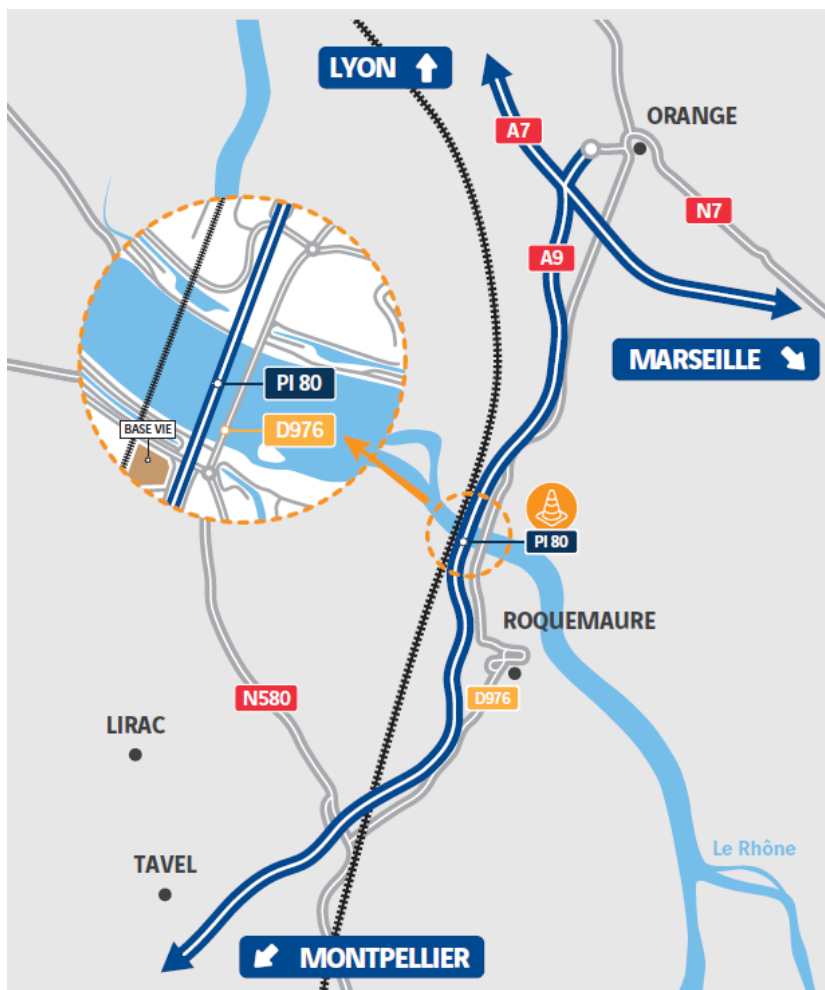 LYON
A7
ORANGE
N7
A9
MARSEILLE
PI 80
BASE VIE
D976
PI 80
ROQUEMAURE
N580
D976
LIRAC
TAVEL
Le Rhône
MONTPELLIER